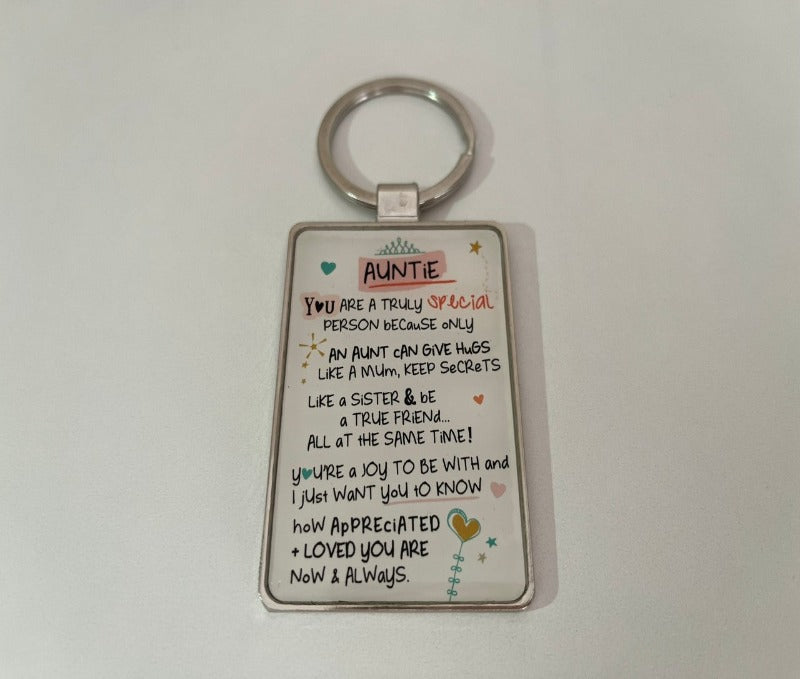 AUNTiE
Y♥U ARE A TRULY SPECiAL
PERSON bECauSE oNLY
AN AUNT cAN GiVE HuGS
LiKE A MUm, KEEP SeCReTS
LiKE a SiSTER & bE
a TRUE FRiENd...
ALL aT tHE SAME TiME!
y♥U'RE a JOY TO BE WITH and
I jUSt WaNT yoU tO KNOW
hoW ApPREciATED
+ LOVED yOU ARE
NoW & ALWayS.